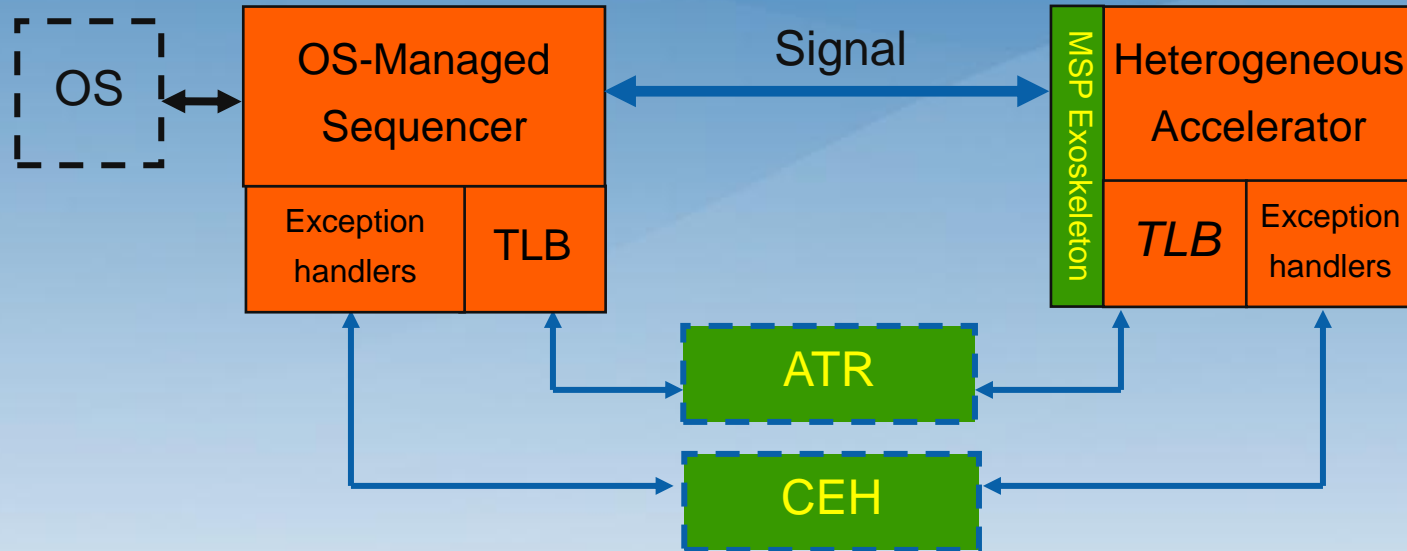 OS
OS-Managed
Sequencer
Exception
handlers
TLB
Signal
MSP Exoskeleton
Heterogeneous
Accelerator
TLB
Exception
handlers
ATR
CEH